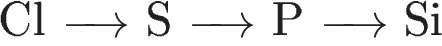 Cl ⟶ S ⟶ P ⟶ Si